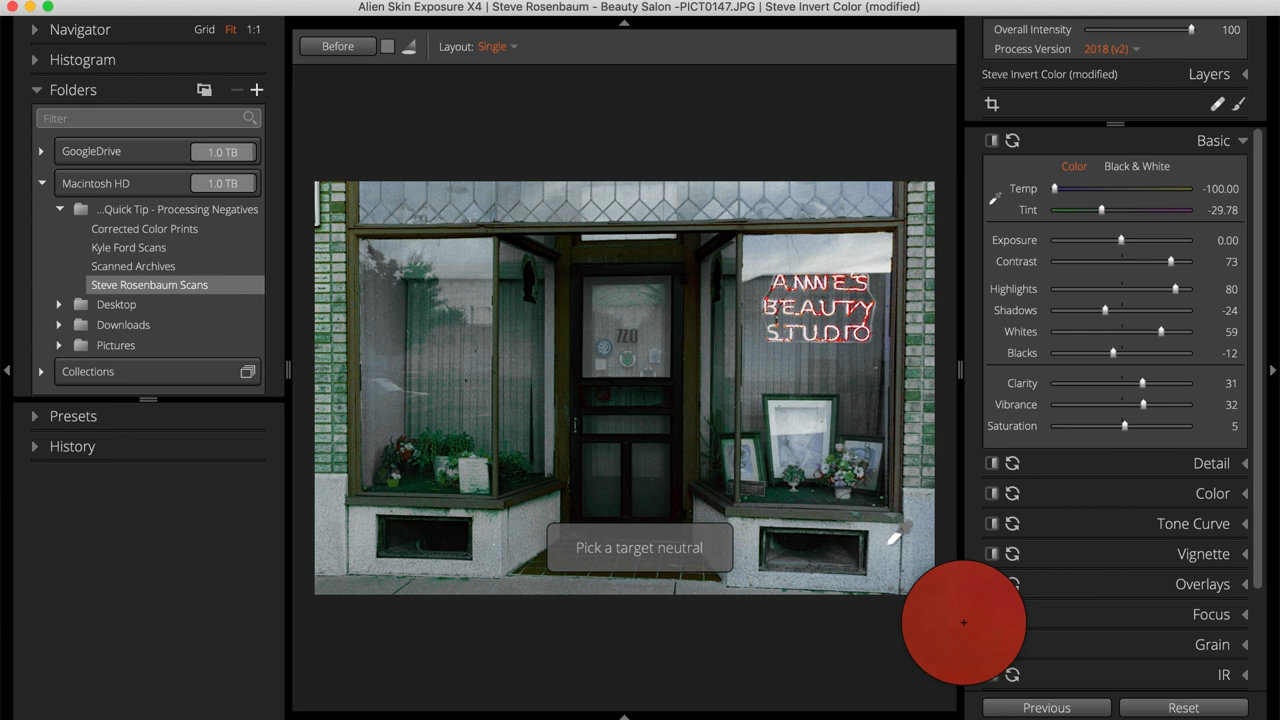 Alien Skin Exposure X4 | Steve Rosenbaum - Beauty Salon -PICT0147.JPG | Steve Invert Color (modified)
Navigator
Grid Fit 1:1
Histogram
Folders
Filter
GoogleDrive 1.0 TB
Macintosh HD 1.0 TB
...Quick Tip - Processing Negatives
Corrected Color Prints
Kyle Ford Scans
Scanned Archives
Steve Rosenbaum Scans
Desktop
Downloads
Pictures
Collections
Presets
History
Before
Layout: Single
ANNE'S
BEAUTY
STUDIO
720
Pick a target neutral
Overall Intensity 100
Process Version 2018 (v2)
Steve Invert Color (modified) Layers
Basic
Color Black & White
Temp -100.00
Tint -29.78
Exposure 0.00
Contrast 73
Highlights 80
Shadows -24
Whites 59
Blacks -12
Clarity 31
Vibrance 32
Saturation 5
Detail
Color
Tone Curve
Vignette
Overlays
Focus
Grain
IR
Previous Reset